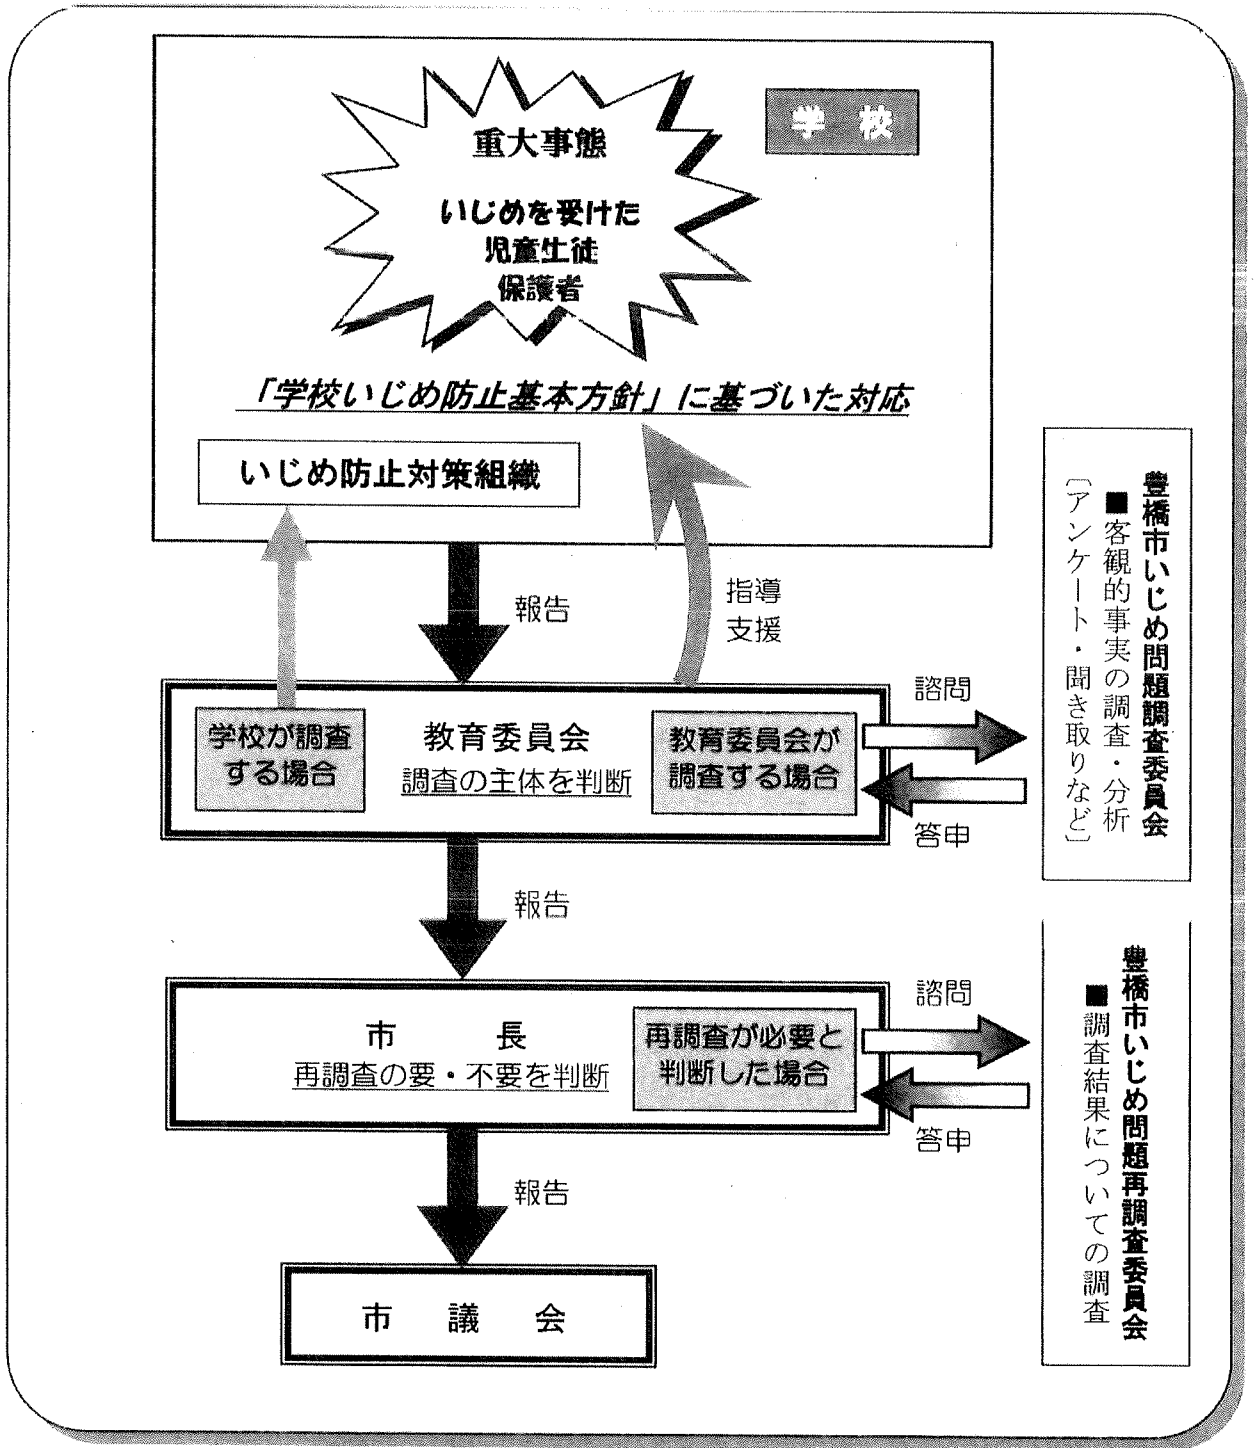 学　校
重大事態
いじめを受けた
児童生徒
保護者
「学校いじめ防止基本方針」に基づいた対応
いじめ防止対策組織
報告
指導
支援
学校が調査
する場合
教育委員会
調査の主体を判断
教育委員会が
調査する場合
諮問
答申
豊橋市いじめ問題調査委員会
■客観的事実の調査・分析
〔アンケート・聞き取りなど〕
報告
市　長
再調査の要・不要を判断
再調査が必要と
判断した場合
諮問
答申
豊橋市いじめ問題再調査委員会
■調査結果についての調査
報告
市　議　会